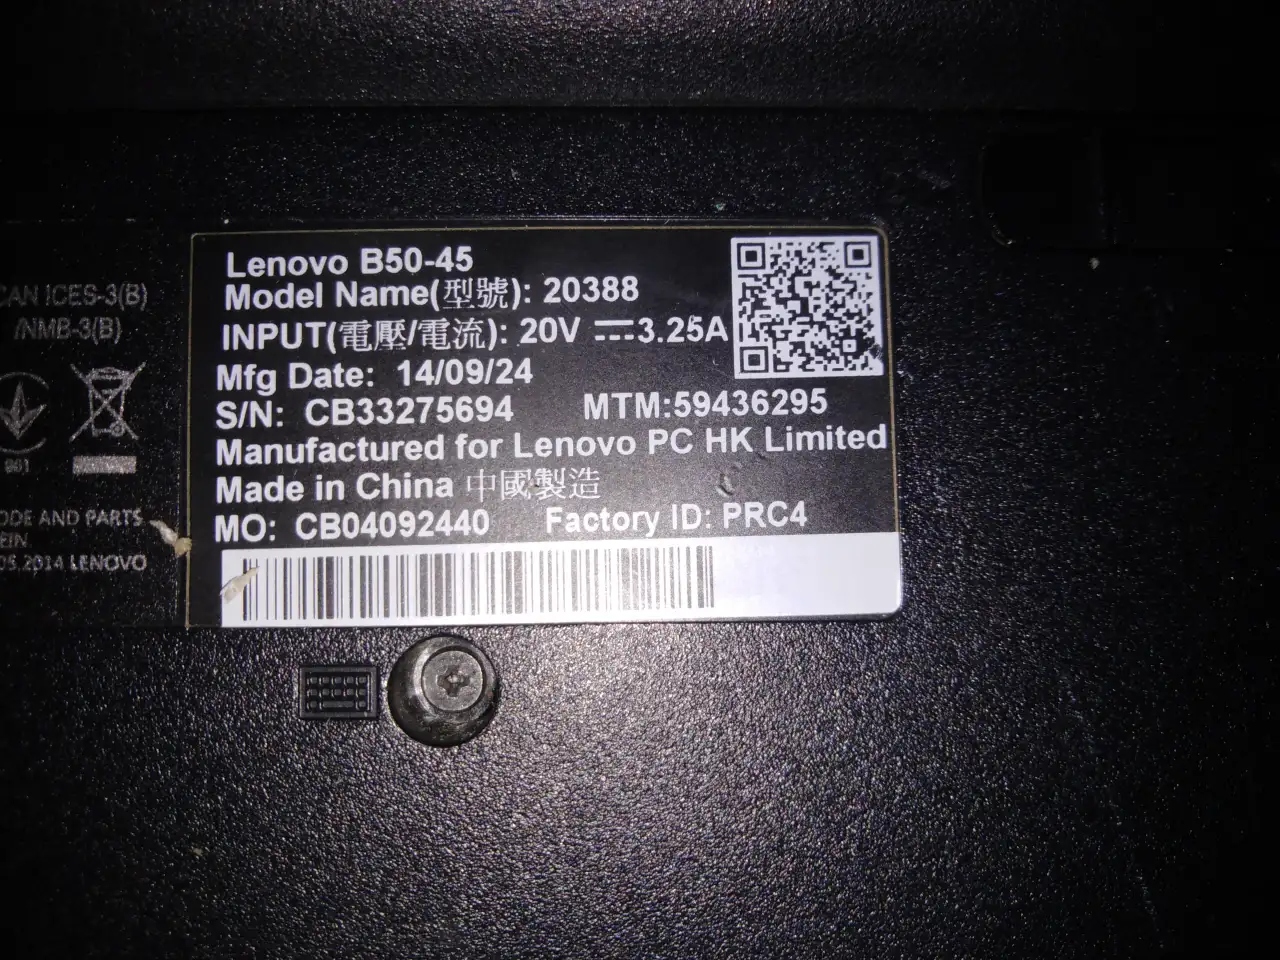 Lenovo B50-45
Model Name(型號): 20388
INPUT(電壓/電流): 20V ⎓3.25A
Mfg Date: 14/09/24
S/N: CB33275694 MTM:59436295
Manufactured for Lenovo PC HK Limited
Made in China 中國製造
MO: CB04092440 Factory ID: PRC4
CAN ICES-3(B)
/NMB-3(B)
AND PARTS
05.2014 LENOVO